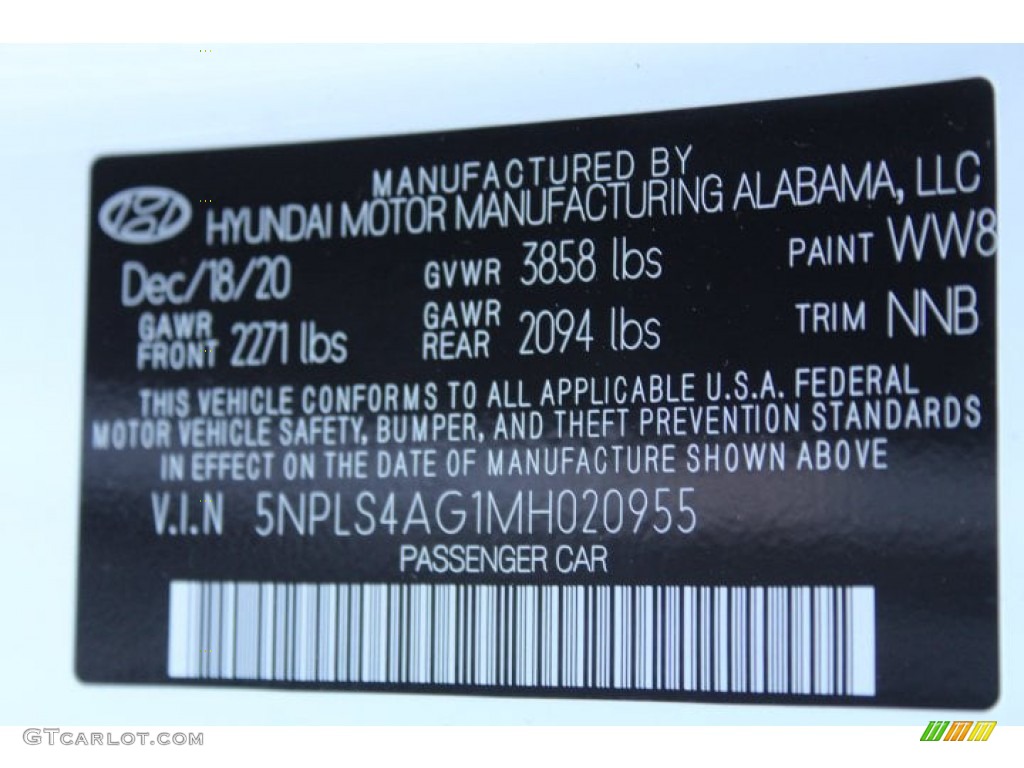 MANUFACTURED BY
HYUNDAI MOTOR MANUFACTURING ALABAMA, LLC
Dec/18/20 GVWR 3858 lbs PAINT WW8
GAWR FRONT 2271 lbs GAWR REAR 2094 lbs TRIM NNB
THIS VEHICLE CONFORMS TO ALL APPLICABLE U.S.A. FEDERAL
MOTOR VEHICLE SAFETY, BUMPER, AND THEFT PREVENTION STANDARDS
IN EFFECT ON THE DATE OF MANUFACTURE SHOWN ABOVE
V.I.N 5NPLS4AG1MH020955
PASSENGER CAR
GTCARLOT.COM